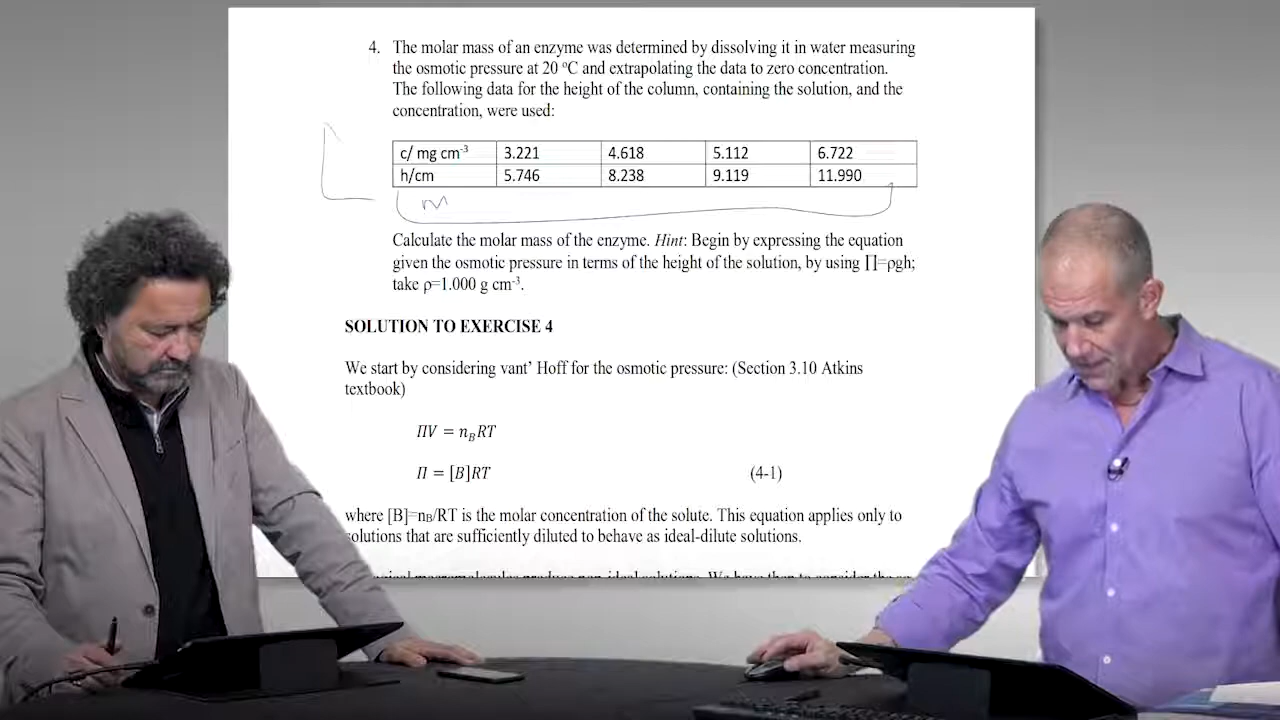 4. The molar mass of an enzyme was determined by dissolving it in water measuring
the osmotic pressure at 20 °C and extrapolating the data to zero concentration.
The following data for the height of the column, containing the solution, and the
concentration, were used:
c/ mg cm⁻³ 3.221 4.618 5.112 6.722
h/cm 5.746 8.238 9.119 11.990
m
Calculate the molar mass of the enzyme. Hint: Begin by expressing the equation
given the osmotic pressure in terms of the height of the solution, by using ∏=ρgh;
take ρ=1.000 g cm⁻³.
SOLUTION TO EXERCISE 4
We start by considering vant’ Hoff for the osmotic pressure: (Section 3.10 Atkins
textbook)
ΠV = n_BRT
Π = [B]RT (4-1)
where [B]=n_B/RT is the molar concentration of the solute. This equation applies only to
solutions that are sufficiently diluted to behave as ideal-dilute solutions.